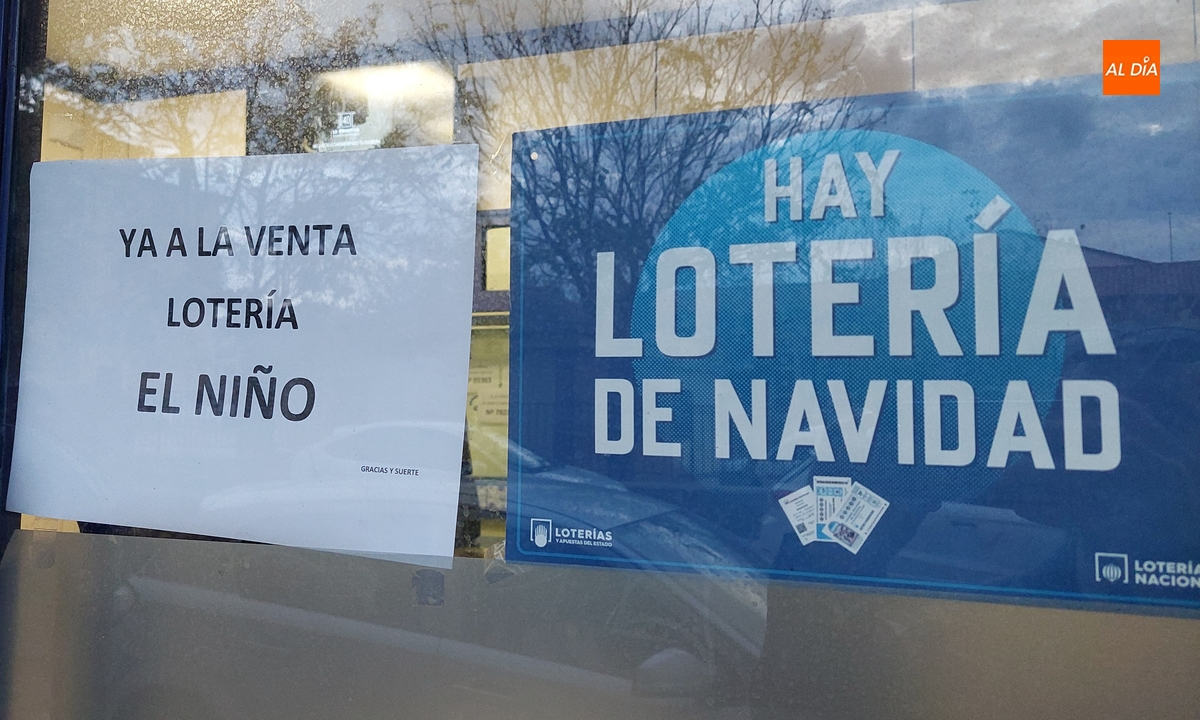 AL DÍA
YA A LA VENTA
LOTERÍA
EL NIÑO
GRACIAS Y SUERTE
HAY
LOTERÍA
DE NAVIDAD
LOTERÍAS
Y APUESTAS DEL ESTADO
LOTERÍA
NACION